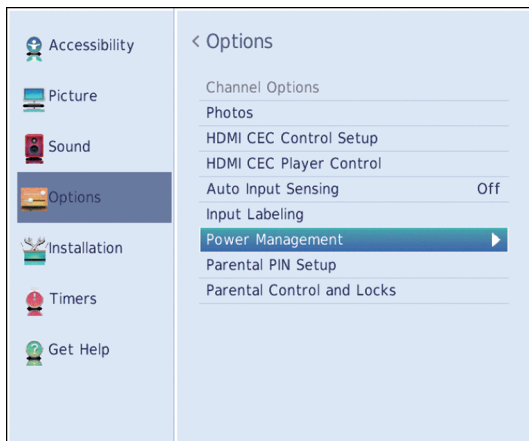 Accessibility
Picture
Sound
Options
Installation
Timers
Get Help
< Options
Channel Options
Photos
HDMI CEC Control Setup
HDMI CEC Player Control
Auto Input Sensing Off
Input Labeling
Power Management
Parental PIN Setup
Parental Control and Locks